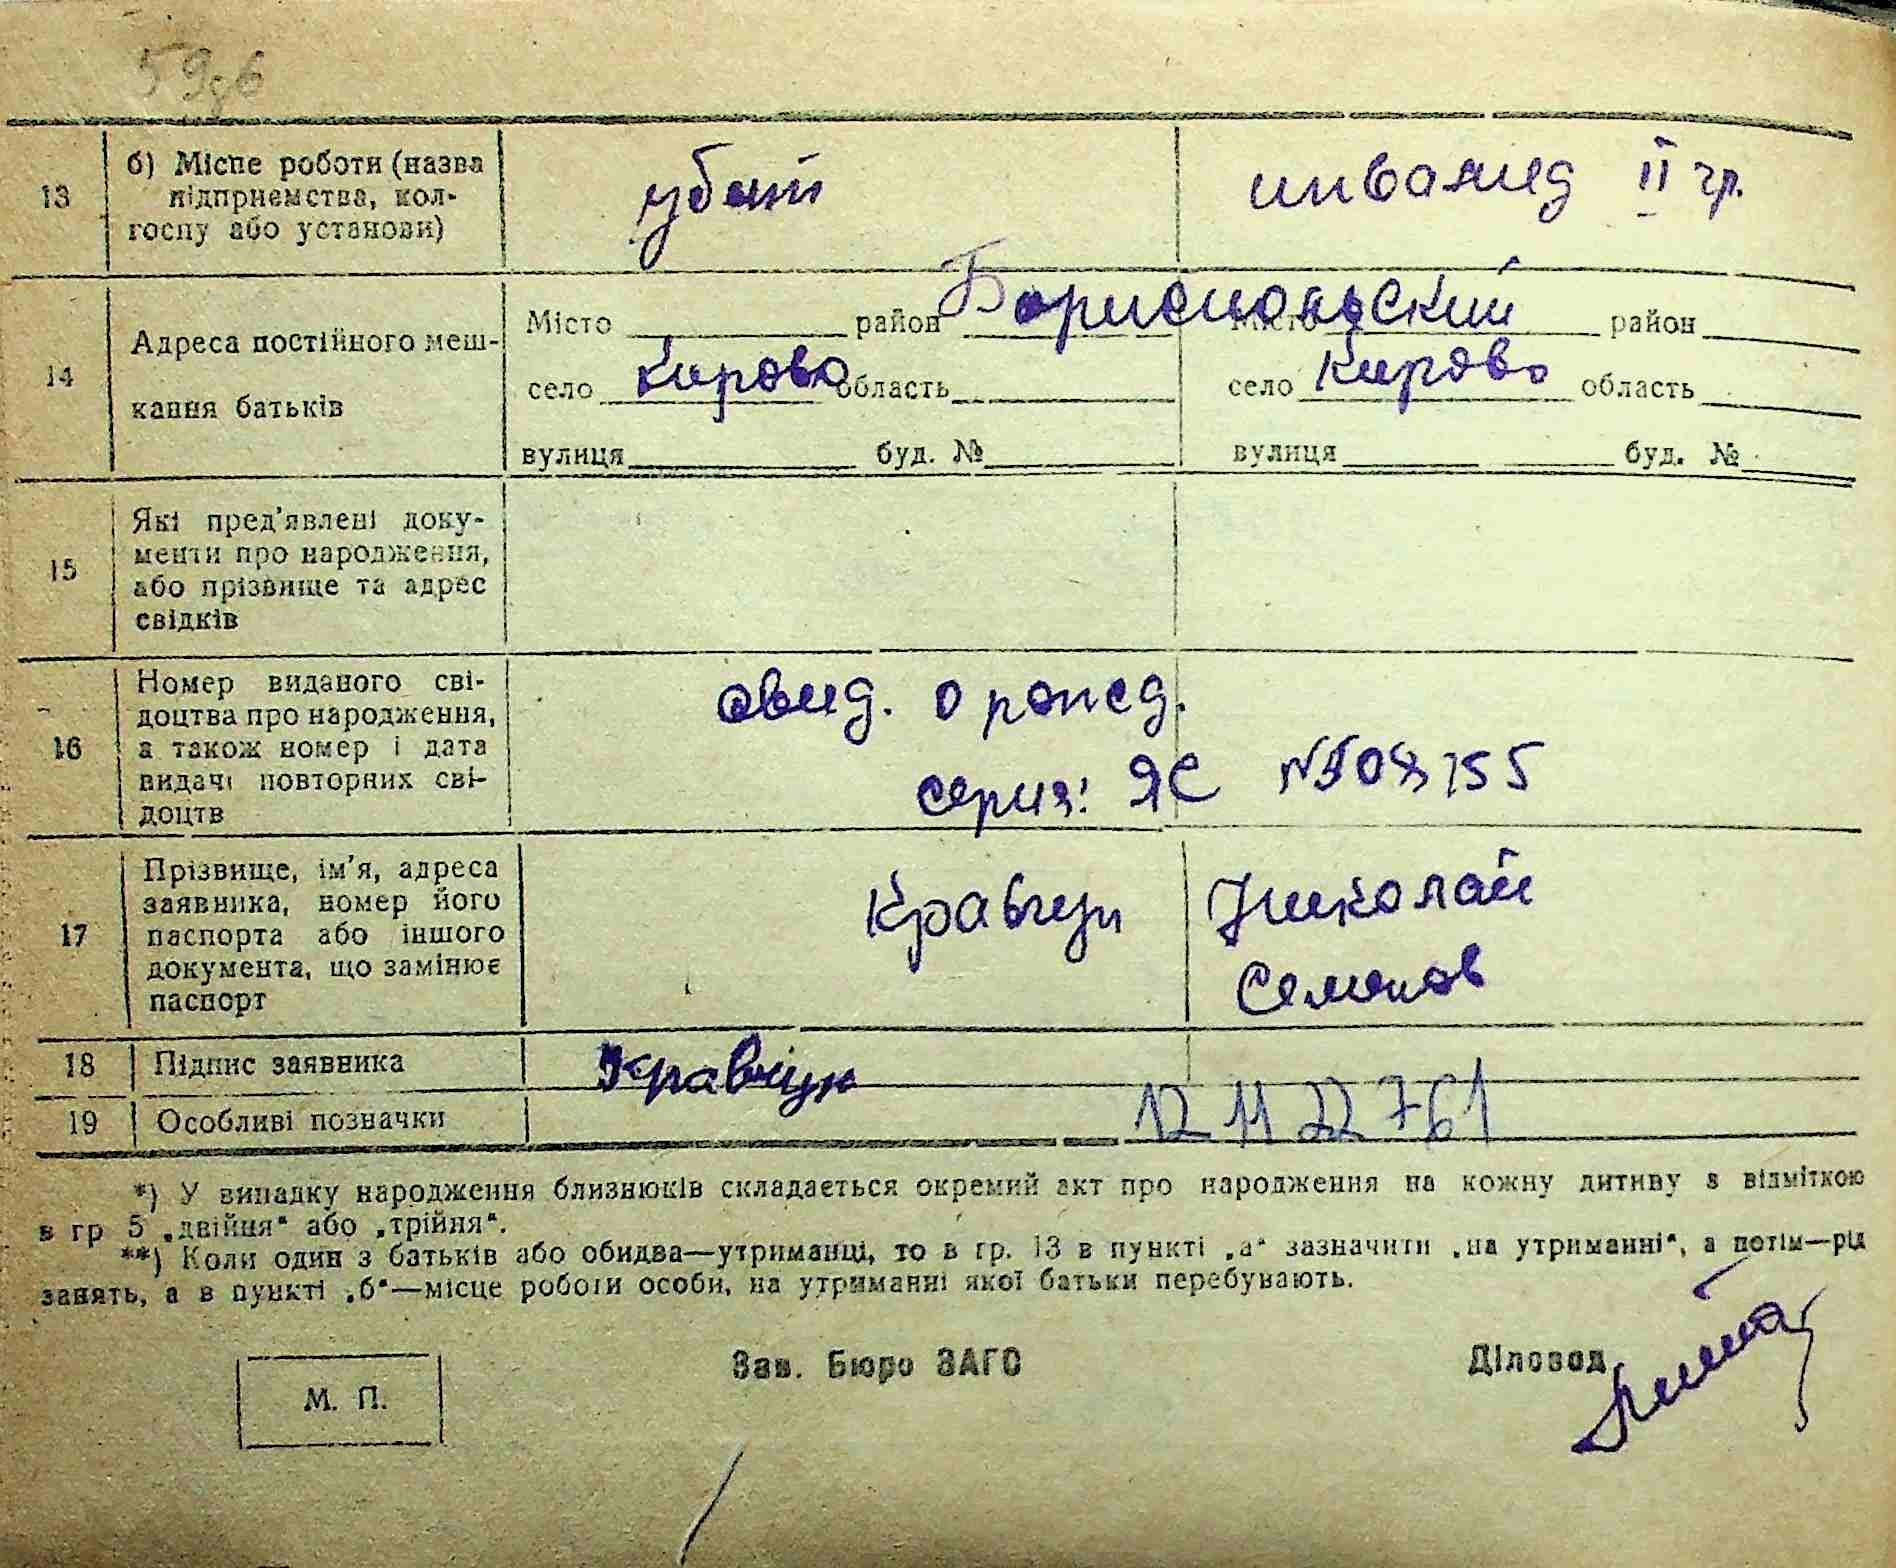 13
б) Місце роботи (назва
підприємства, кол-
госпу або установи)
убит
инвалид II гр.
14
Адреса постійного меш-
кання батьків
Місто район Бориспольский район
село Кирово область
село Кирово область
вулиця буд. №
вулиця буд. №
15
Які пред'явлені доку-
менти про народження,
або прізвище та адрес
свідків
16
Номер виданого сві-
доцтва про народження,
а також номер і дата
видачі повторних сві-
доцтв
свид. о рожд.
серия: ЯС №
17
Прізвище, ім'я, адреса
заявника, номер його
паспорта або іншого
документа, що замінює
паспорт
Кравчук Николай
Семенов
18 Підпис заявника
Кравчук
19 Особливі позначки
12 11 22 761
*) У випадку народження близнюків складається окремий акт про народження на кожну дитину з відміткою
в гр 5 „двійня“ або „трійня“.
**) Коли один з батьків або обидва—утриманці, то в гр. 13 в пункті „а“ зазначити „на утриманні“, а потім—рід
занять, а в пункті „б“—місце роботи особи, на утриманні якої батьки перебувають.
М. П.
Зав. Бюро ЗАГС
Діловод